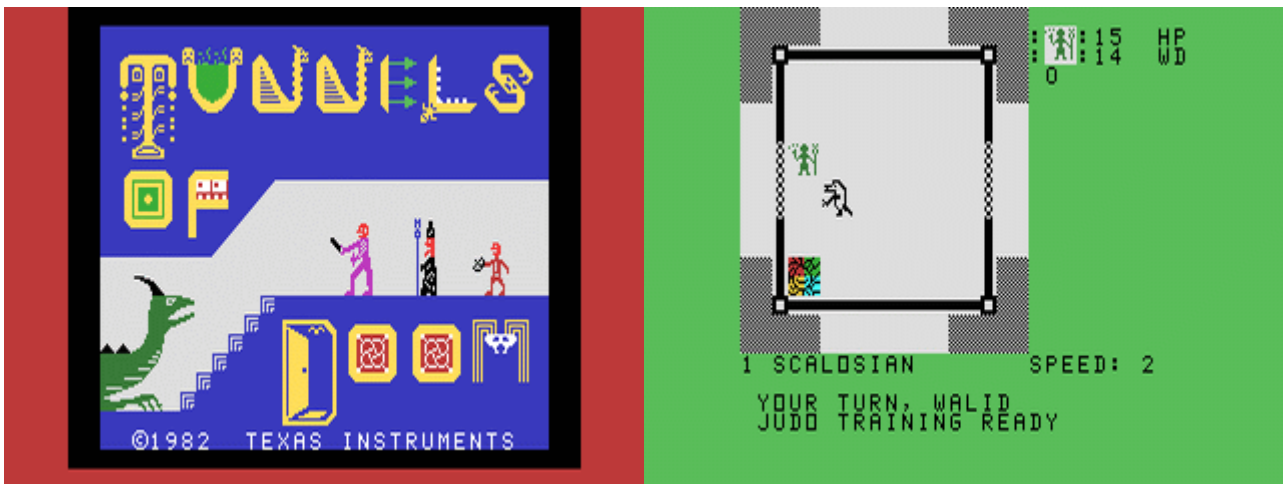 TUNNELS
OF
DOOM
©1982 TEXAS INSTRUMENTS
: :15 HP
: :14 WD
0
1 SCALOSIAN SPEED: 2
YOUR TURN, WALID
JUDO TRAINING READY